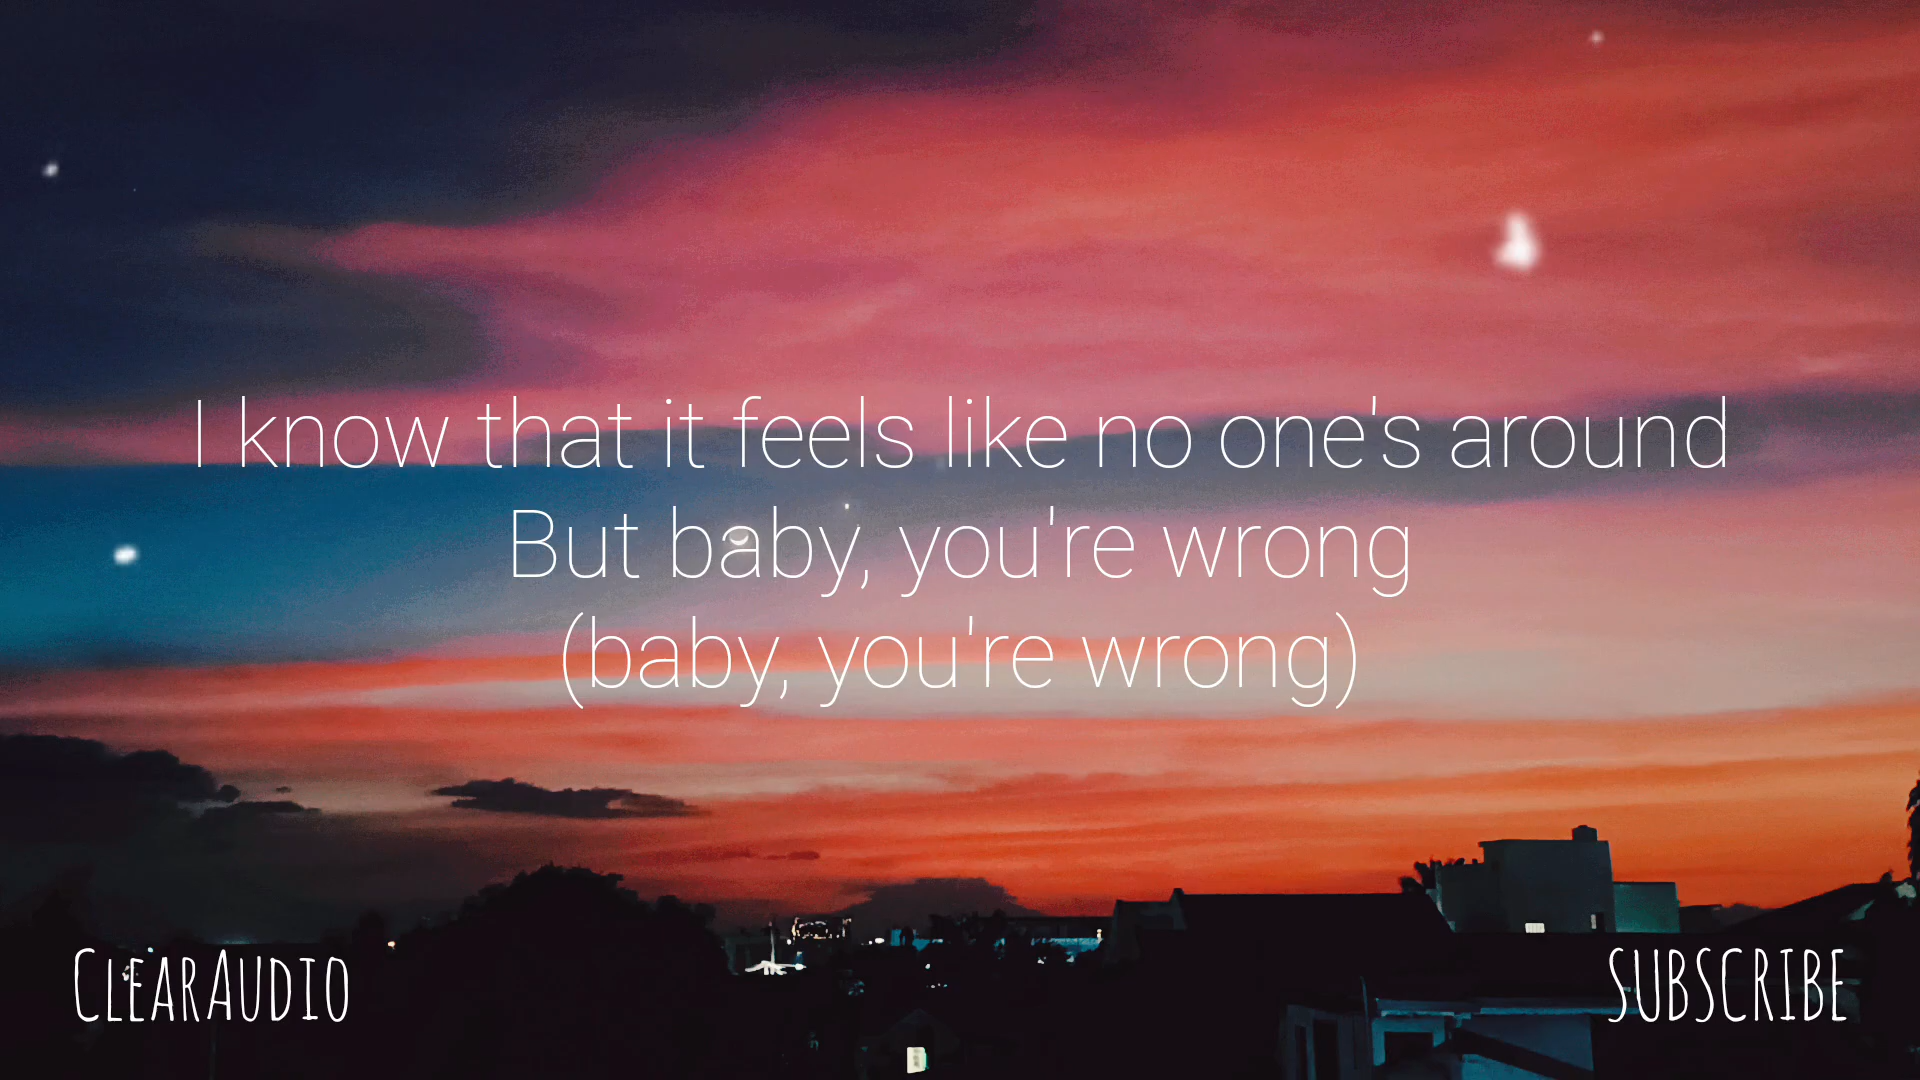 I know that it feels like no one's around
But baby, you're wrong
(baby, you're wrong)
ClearAudio
SUBSCRIBE